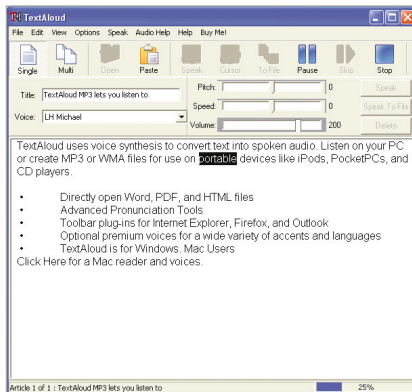 TextAloud
File Edit View Options Speak Audio Help Help Buy Me!
Single Multi Open Paste Speak Cursor To File Pause Skip Stop
Title: TextAloud MP3 lets you listen to
Pitch: 0 Speak
Speed: 0 Speak To File
Voice: LH Michael
Volume: 200 Delete
TextAloud uses voice synthesis to convert text into spoken audio. Listen on your PC
or create MP3 or WMA files for use on portable devices like iPods, PocketPCs, and
CD players.
• Directly open Word, PDF, and HTML files
• Advanced Pronunciation Tools
• Toolbar plug-ins for Internet Explorer, Firefox, and Outlook
• Optional premium voices for a wide variety of accents and languages
• TextAloud is for Windows. Mac Users
Click Here for a Mac reader and voices.
Article 1 of 1 : TextAloud MP3 lets you listen to 25%